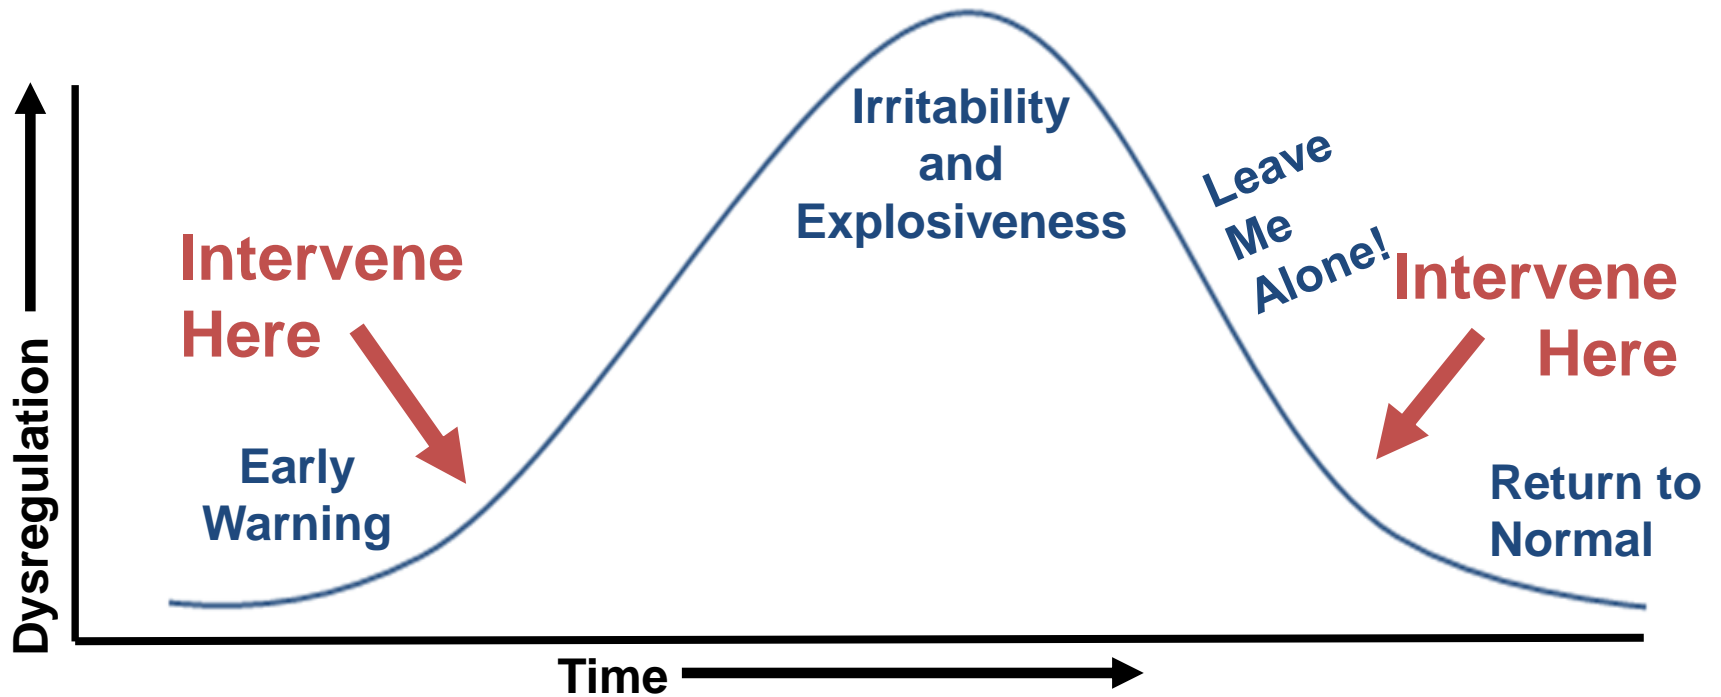 Irritability
and
Explosiveness
Leave
Me
Alone!
Intervene
Here
Intervene
Here
Early
Warning
Return to
Normal
Dysregulation
Time